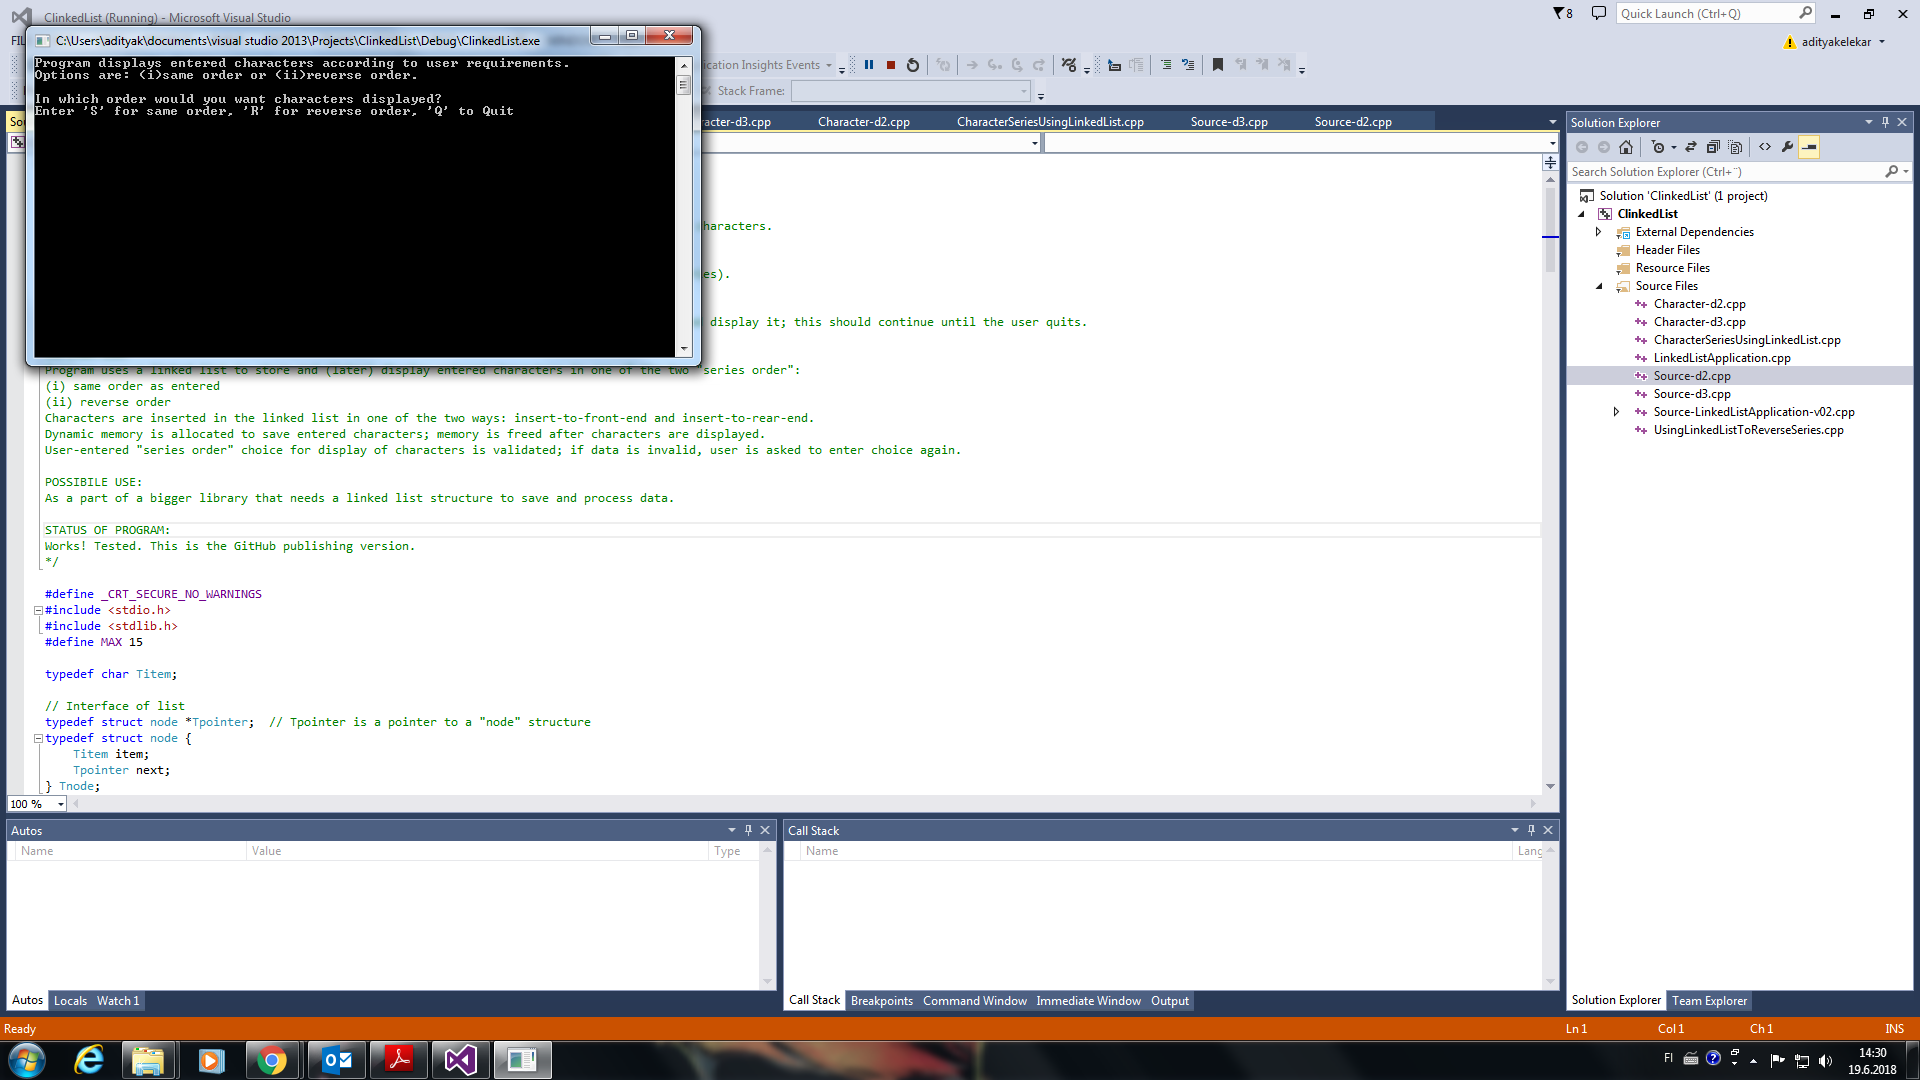 ClinkedList (Running) - Microsoft Visual Studio
8
Quick Launch (Ctrl+Q)
adityakelekar
C:\Users\adityak\documents\visual studio 2013\Projects\ClinkedList\Debug\ClinkedList.exe
Program displays entered characters according to user requirements.
Options are: (i)same order or (ii)reverse order.
In which order would you want characters displayed?
Enter 'S' for same order, 'R' for reverse order, 'Q' to Quit
ication Insights Events
Stack Frame:
Sou
racter-d3.cpp
Character-d2.cpp
CharacterSeriesUsingLinkedList.cpp
Source-d3.cpp
Source-d2.cpp
haracters.
es).
display it; this should continue until the user quits.
Program uses a linked list to store and (later) display entered characters in one of the two "series order":
(i) same order as entered
(ii) reverse order
Characters are inserted in the linked list in one of the two ways: insert-to-front-end and insert-to-rear-end.
Dynamic memory is allocated to save entered characters; memory is freed after characters are displayed.
User-entered "series order" choice for display of characters is validated; if data is invalid, user is asked to enter choice again.
POSSIBILE USE:
As a part of a bigger library that needs a linked list structure to save and process data.
STATUS OF PROGRAM:
Works! Tested. This is the GitHub publishing version.
*/
#define _CRT_SECURE_NO_WARNINGS
#include <stdio.h>
#include <stdlib.h>
#define MAX 15
typedef char Titem;
// Interface of list
typedef struct node *Tpointer;  // Tpointer is a pointer to a "node" structure
typedef struct node {
Titem item;
Tpointer next;
} Tnode;
100 %
Solution Explorer
Search Solution Explorer (Ctrl+¨)
Solution 'ClinkedList' (1 project)
ClinkedList
External Dependencies
Header Files
Resource Files
Source Files
Character-d2.cpp
Character-d3.cpp
CharacterSeriesUsingLinkedList.cpp
LinkedListApplication.cpp
Source-d2.cpp
Source-d3.cpp
Source-LinkedListApplication-v02.cpp
UsingLinkedListToReverseSeries.cpp
Autos
Name Value Type
Autos Locals Watch 1
Call Stack
Name Lang
Call Stack Breakpoints Command Window Immediate Window Output
Solution Explorer Team Explorer
Ready
Ln 1 Col 1 Ch 1 INS
FI
14:30
19.6.2018